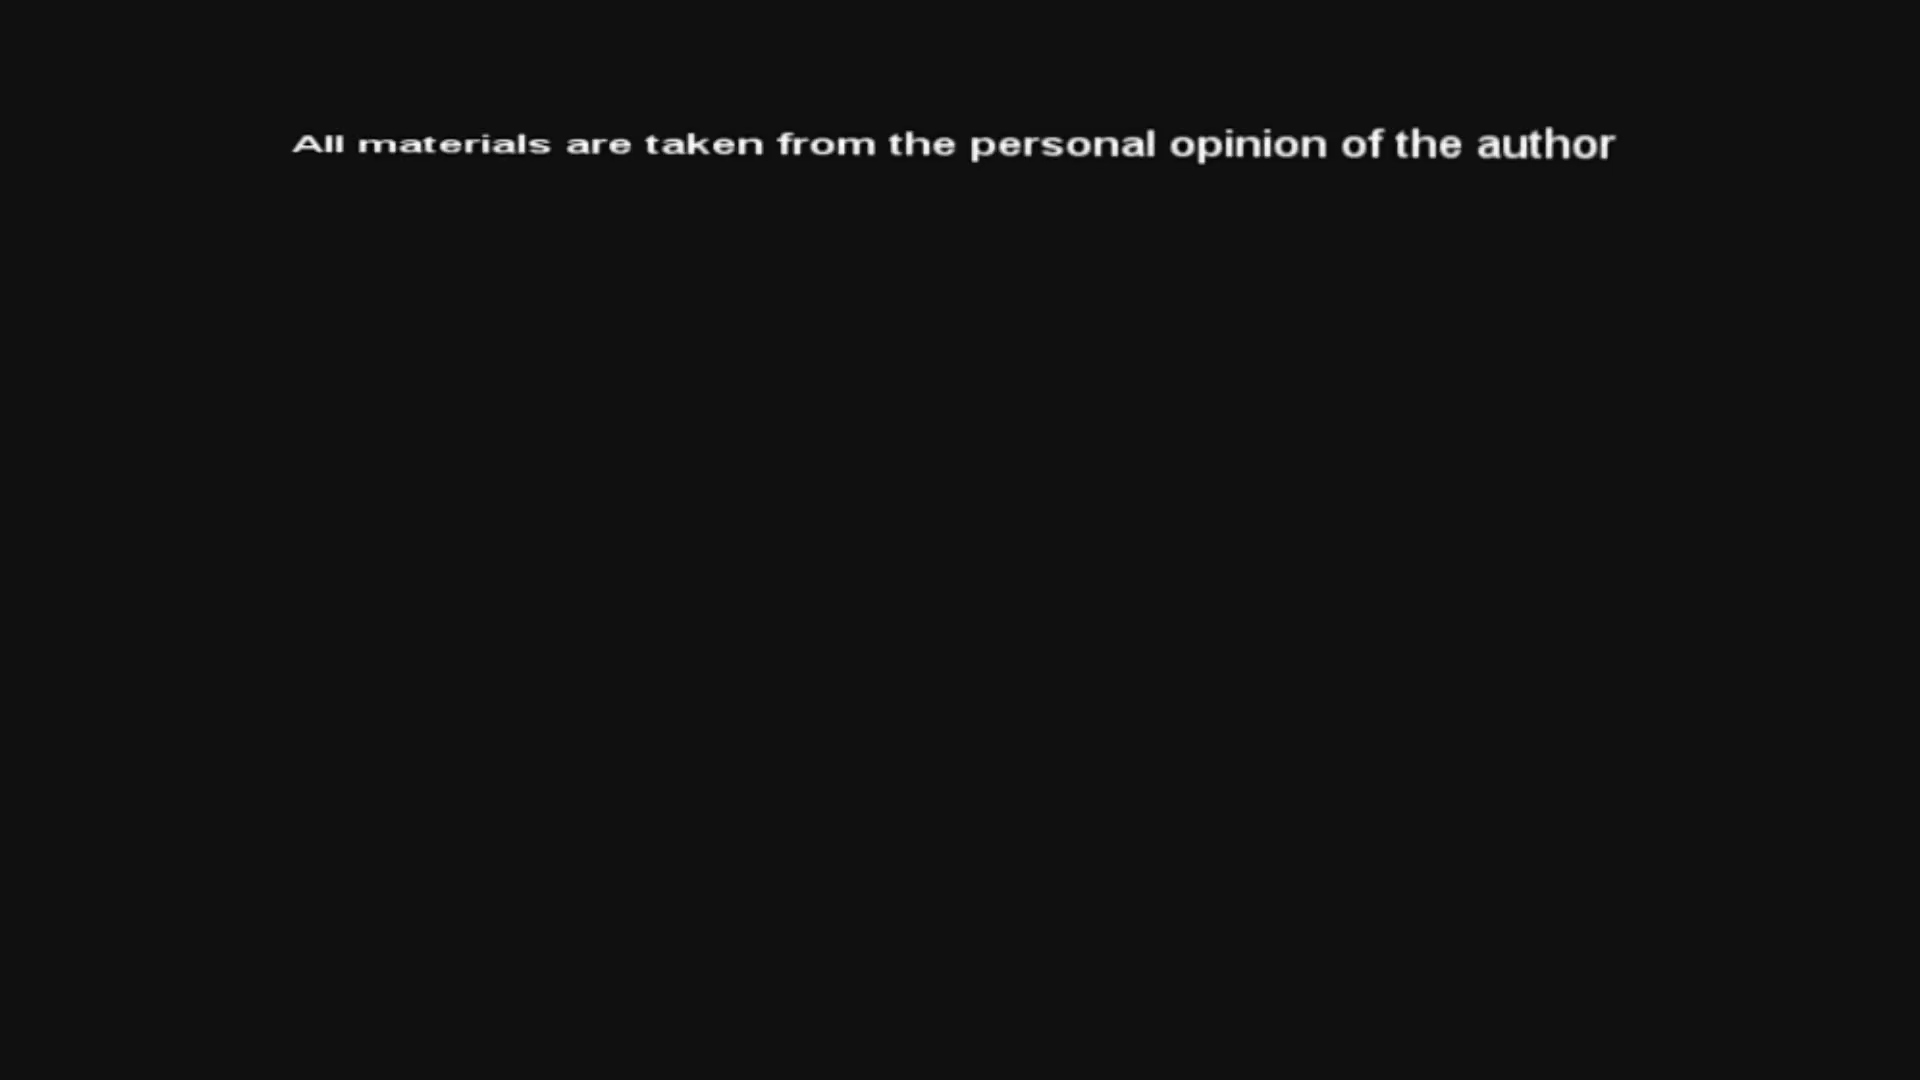 All materials are taken from the personal opinion of the author